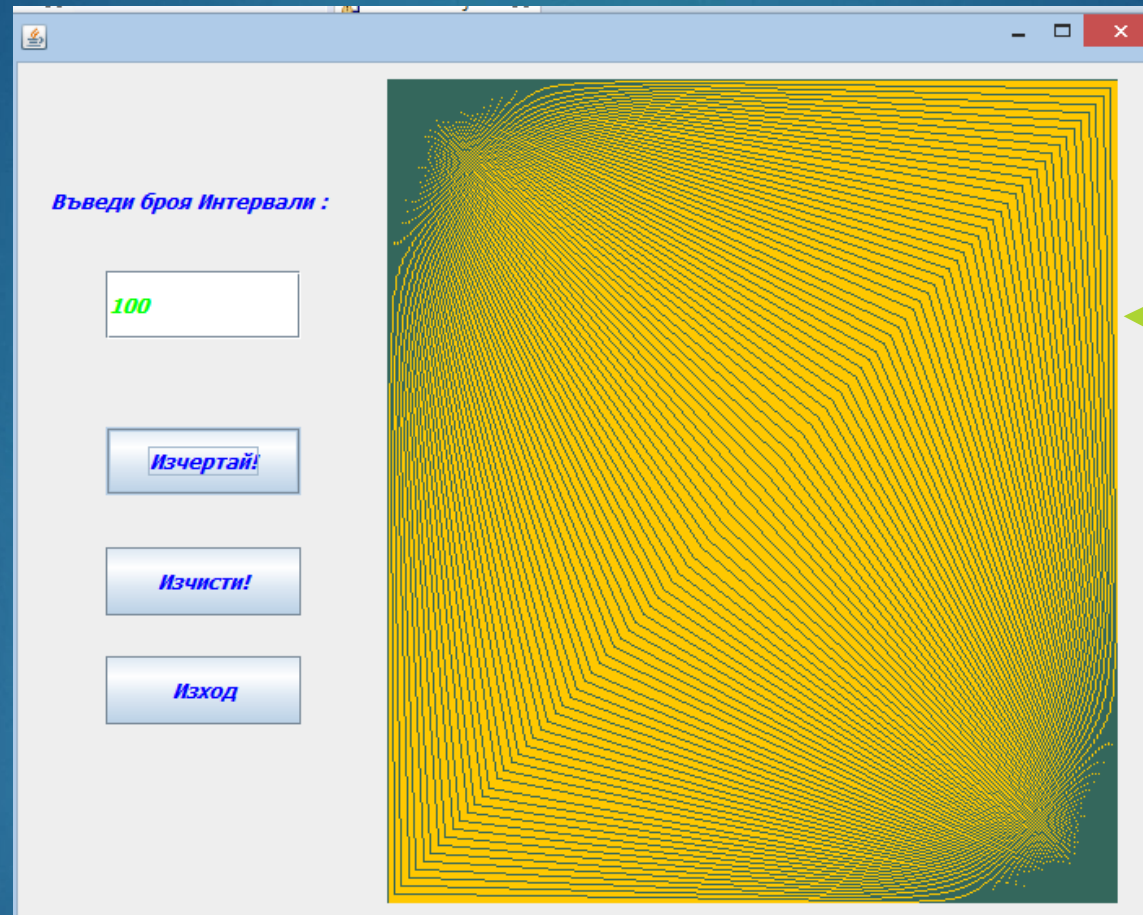 Въведи броя Интервали :
100
Изчертай!
Изчисти!
Изход